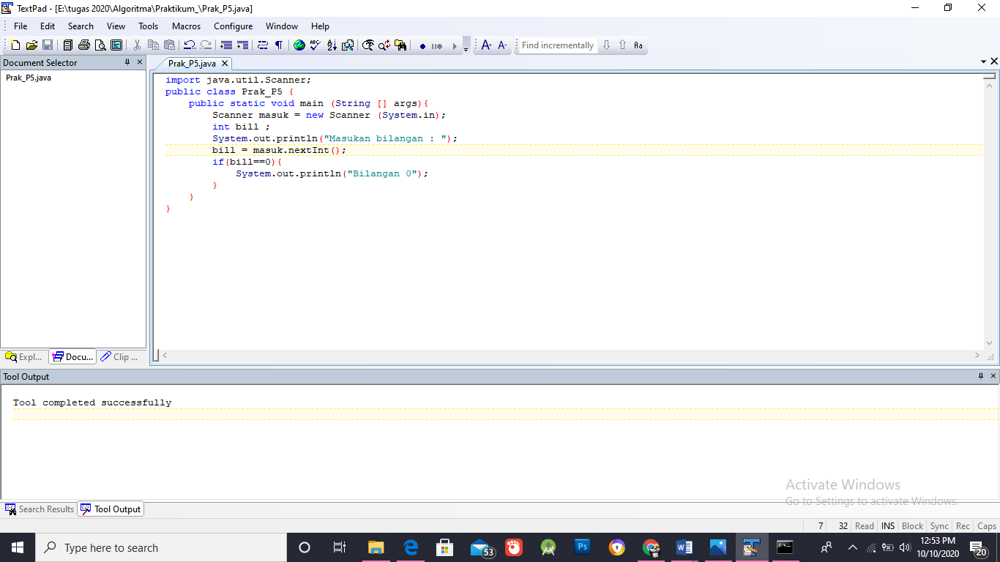 TextPad - [E:\tugas 2020\Algoritma\Praktikum_\Prak_P5.java]
File Edit Search View Tools Macros Configure Window Help
Find incrementally Aa
Document Selector
Prak_P5.java
Prak_P5.java
import java.util.Scanner;
public class Prak_P5 {
public static void main (String [] args){
Scanner masuk = new Scanner (System.in);
int bill ;
System.out.println("Masukan bilangan : ");
bill = masuk.nextInt();
if(bill==0){
System.out.println("Bilangan 0");
}
}
}
Expl... Docu... Clip ...
Tool Output
Tool completed successfully
Activate Windows
Go to Settings to activate Windows.
Search Results Tool Output
7 32 Read INS Block Sync Rec Caps
Type here to search
53
Ps
12:53 PM
10/10/2020
20